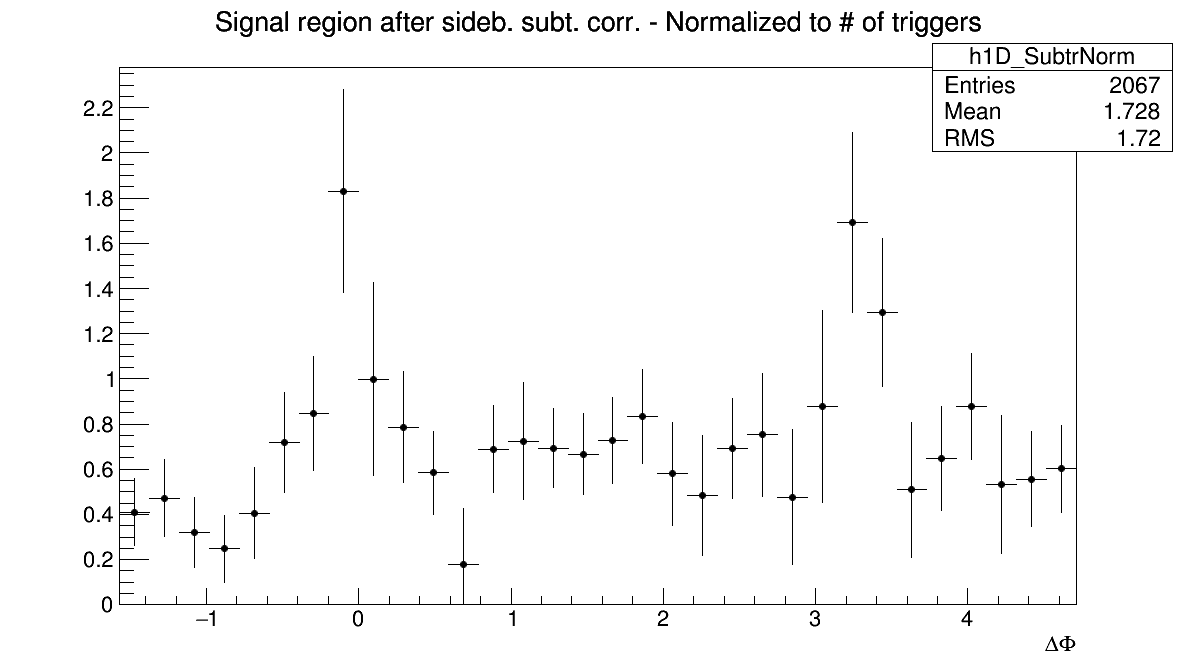 Signal region after sideb. subt. corr. - Normalized to # of triggers
h1D_SubtrNorm
Entries 2067
Mean 1.728
RMS 1.72
2.2
2
1.8
1.6
1.4
1.2
1
0.8
0.6
0.4
0.2
0
−1 0 1 2 3 4
ΔΦ